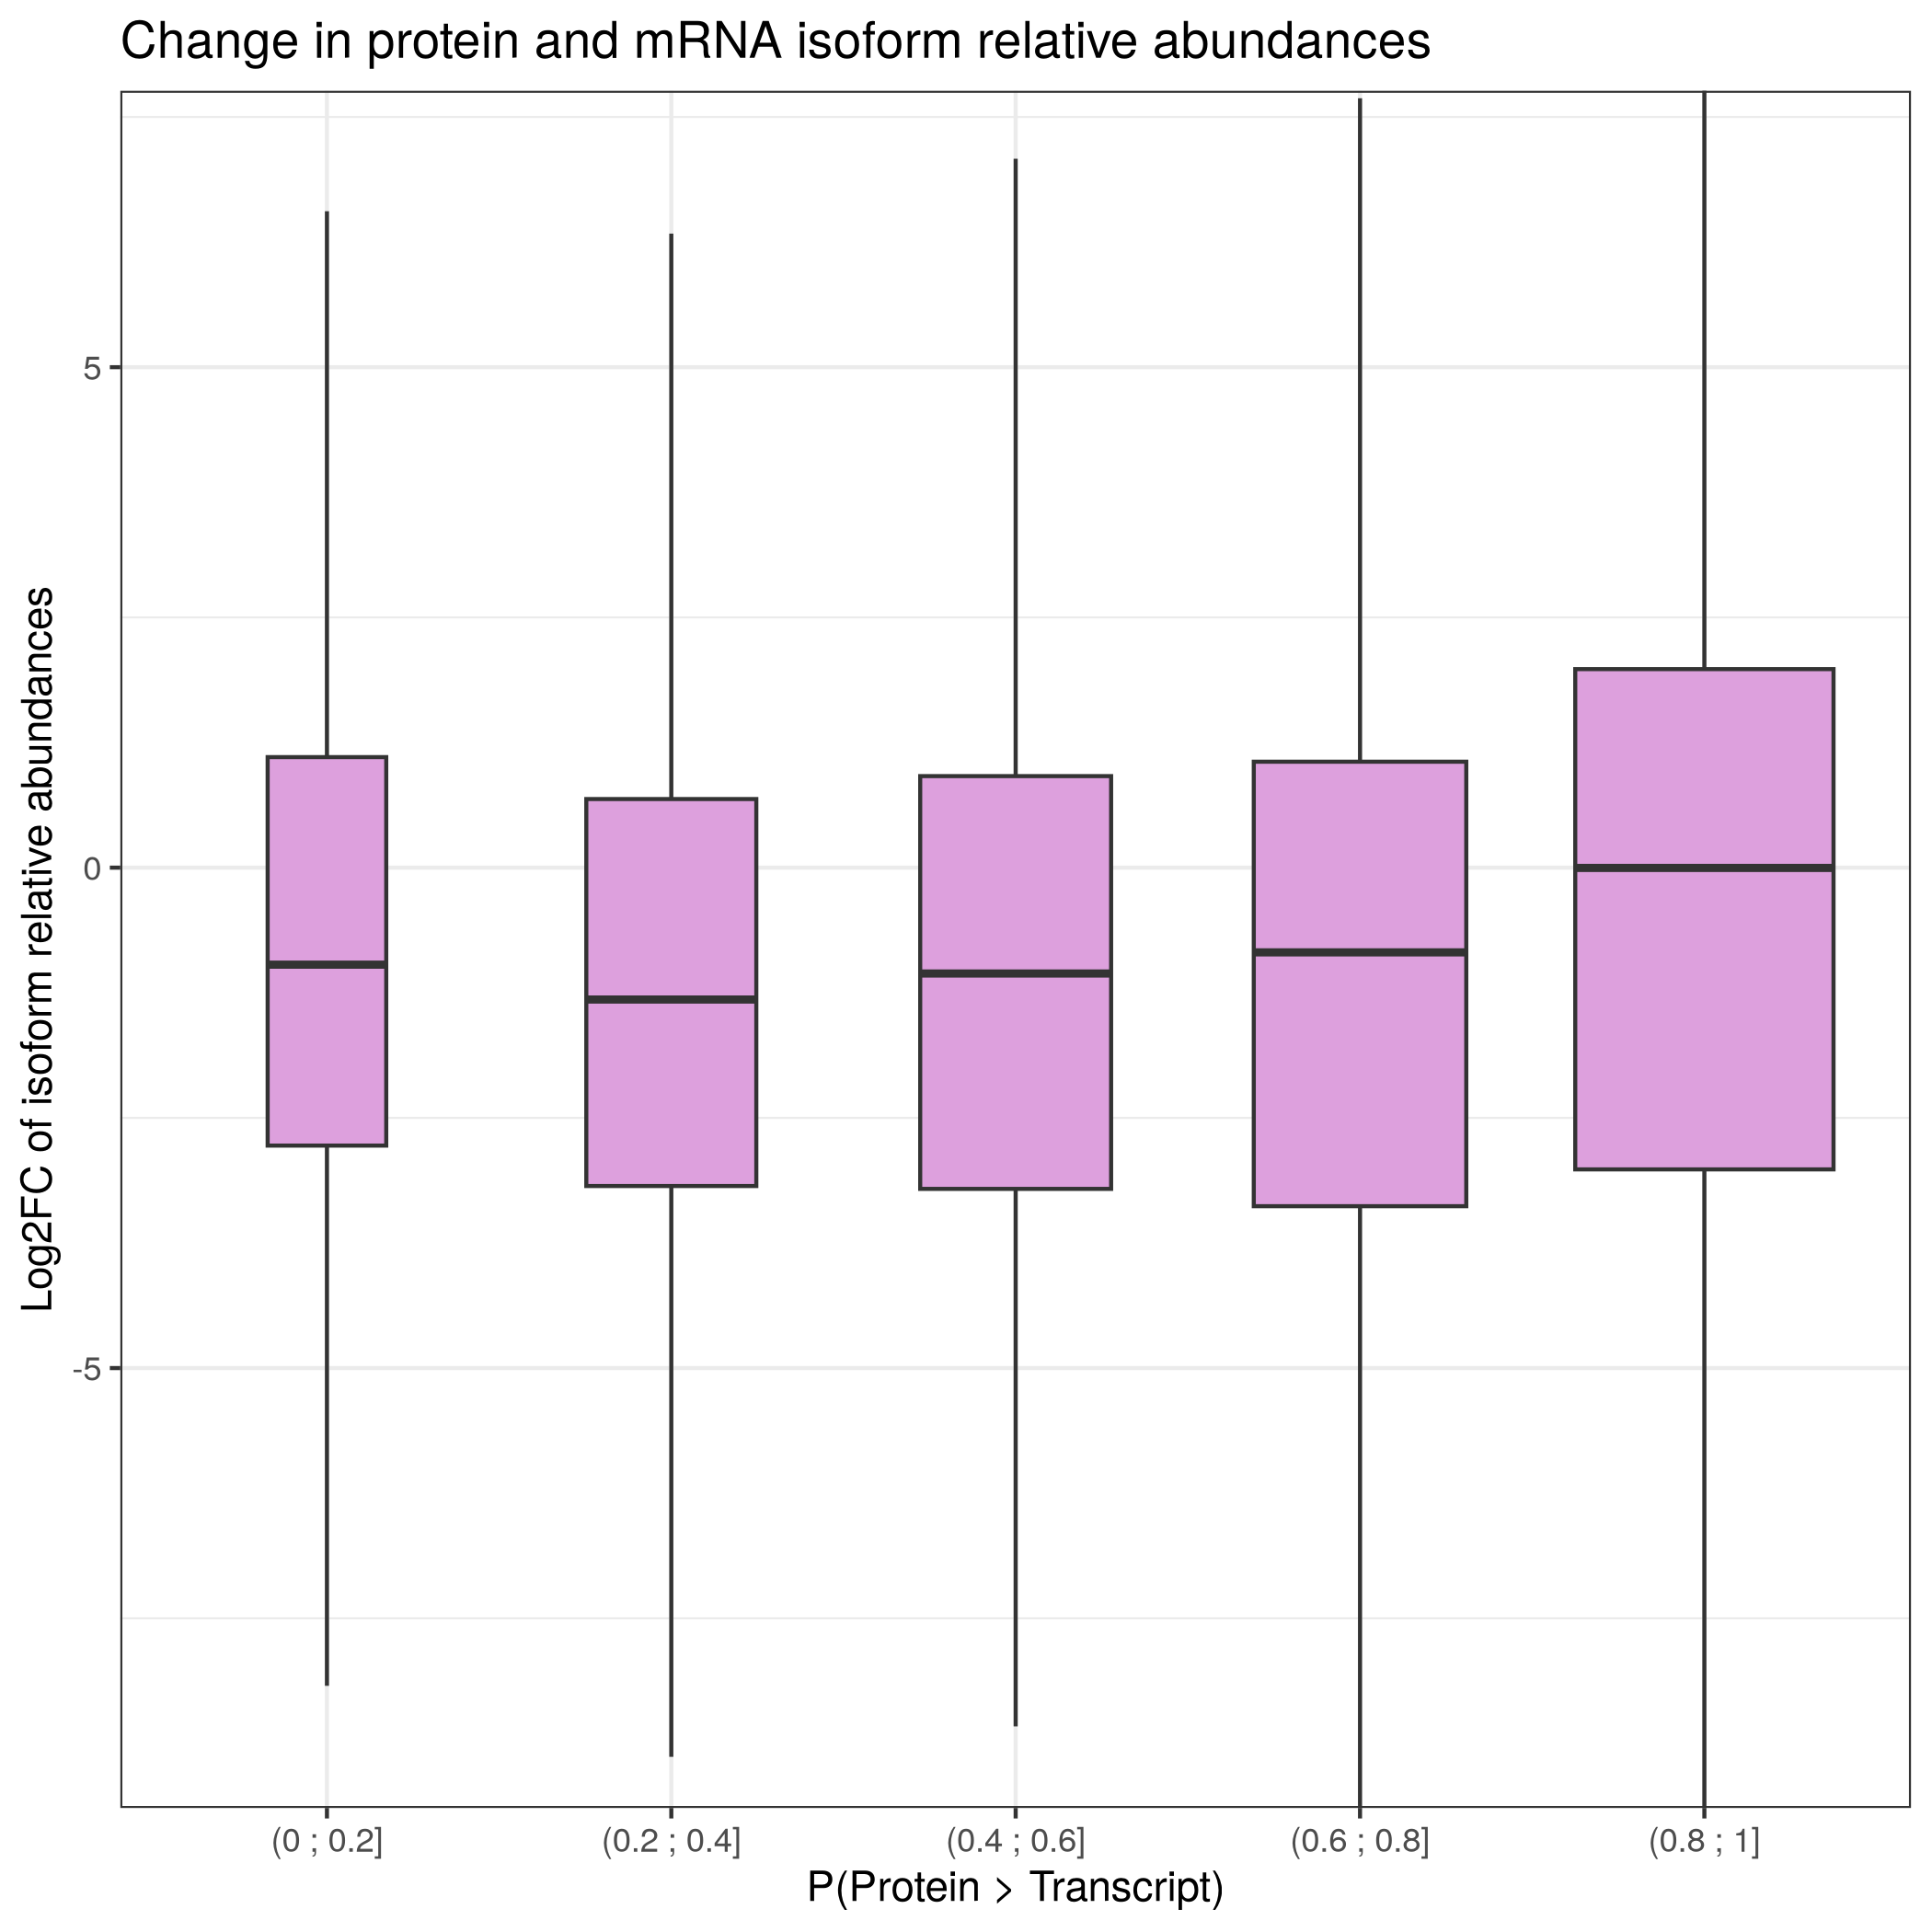 Change in protein and mRNA isoform relative abundances
Log2FC of isoform relative abundances
5
0
-5
(0 ; 0.2]
(0.2 ; 0.4]
(0.4 ; 0.6]
(0.6 ; 0.8]
(0.8 ; 1]
P(Protein > Transcript)